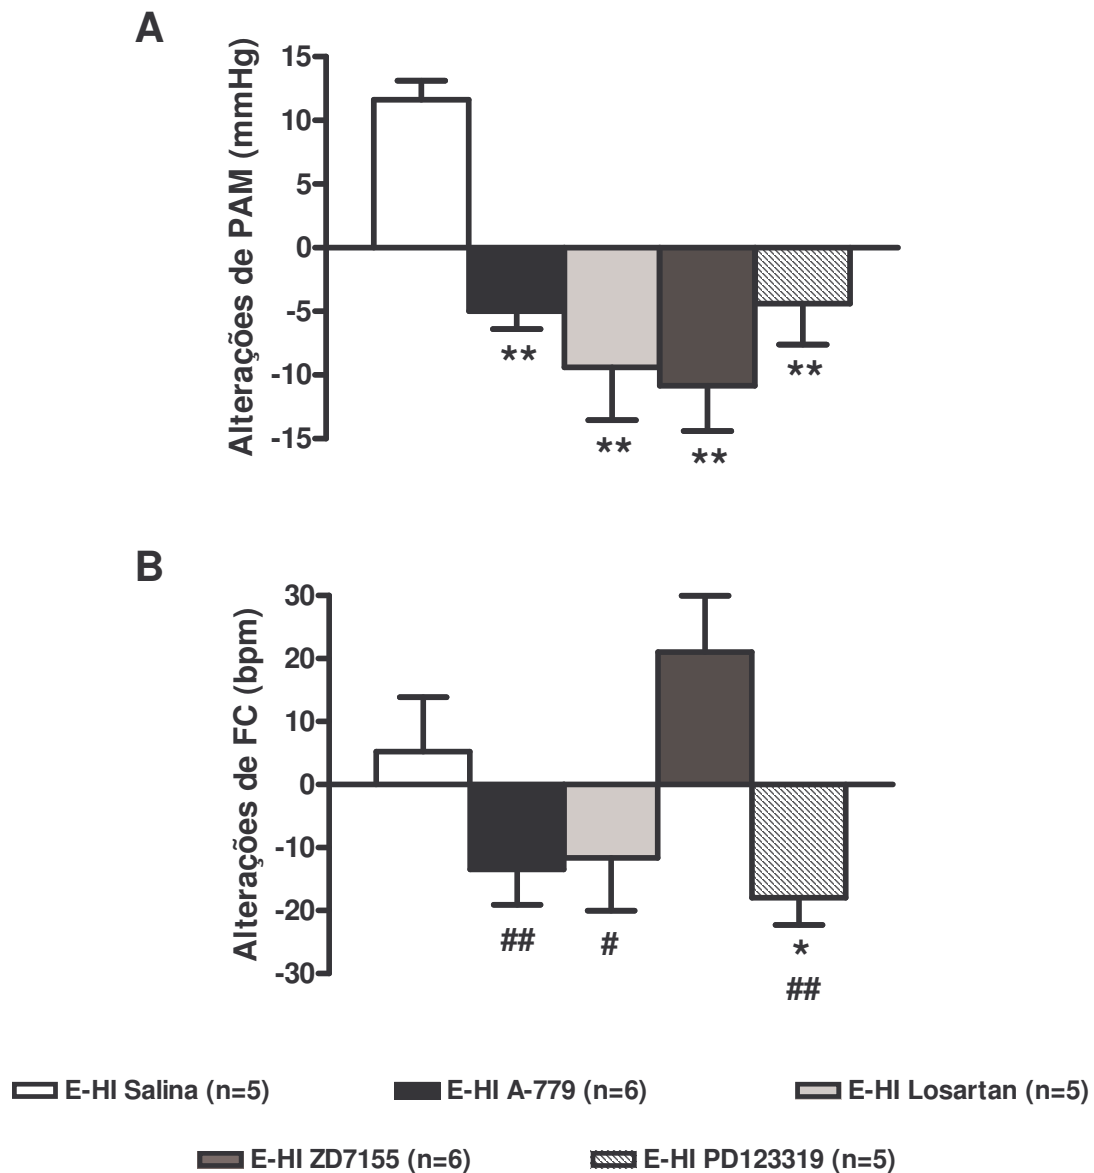 A
Alterações de PAM (mmHg)
15
10
5
0
-5
-10
-15
**
**
**
**
B
Alterações de FC (bpm)
30
20
10
0
-10
-20
-30
##
#
*
##
E-HI Salina (n=5)
E-HI A-779 (n=6)
E-HI Losartan (n=5)
E-HI ZD7155 (n=6)
E-HI PD123319 (n=5)